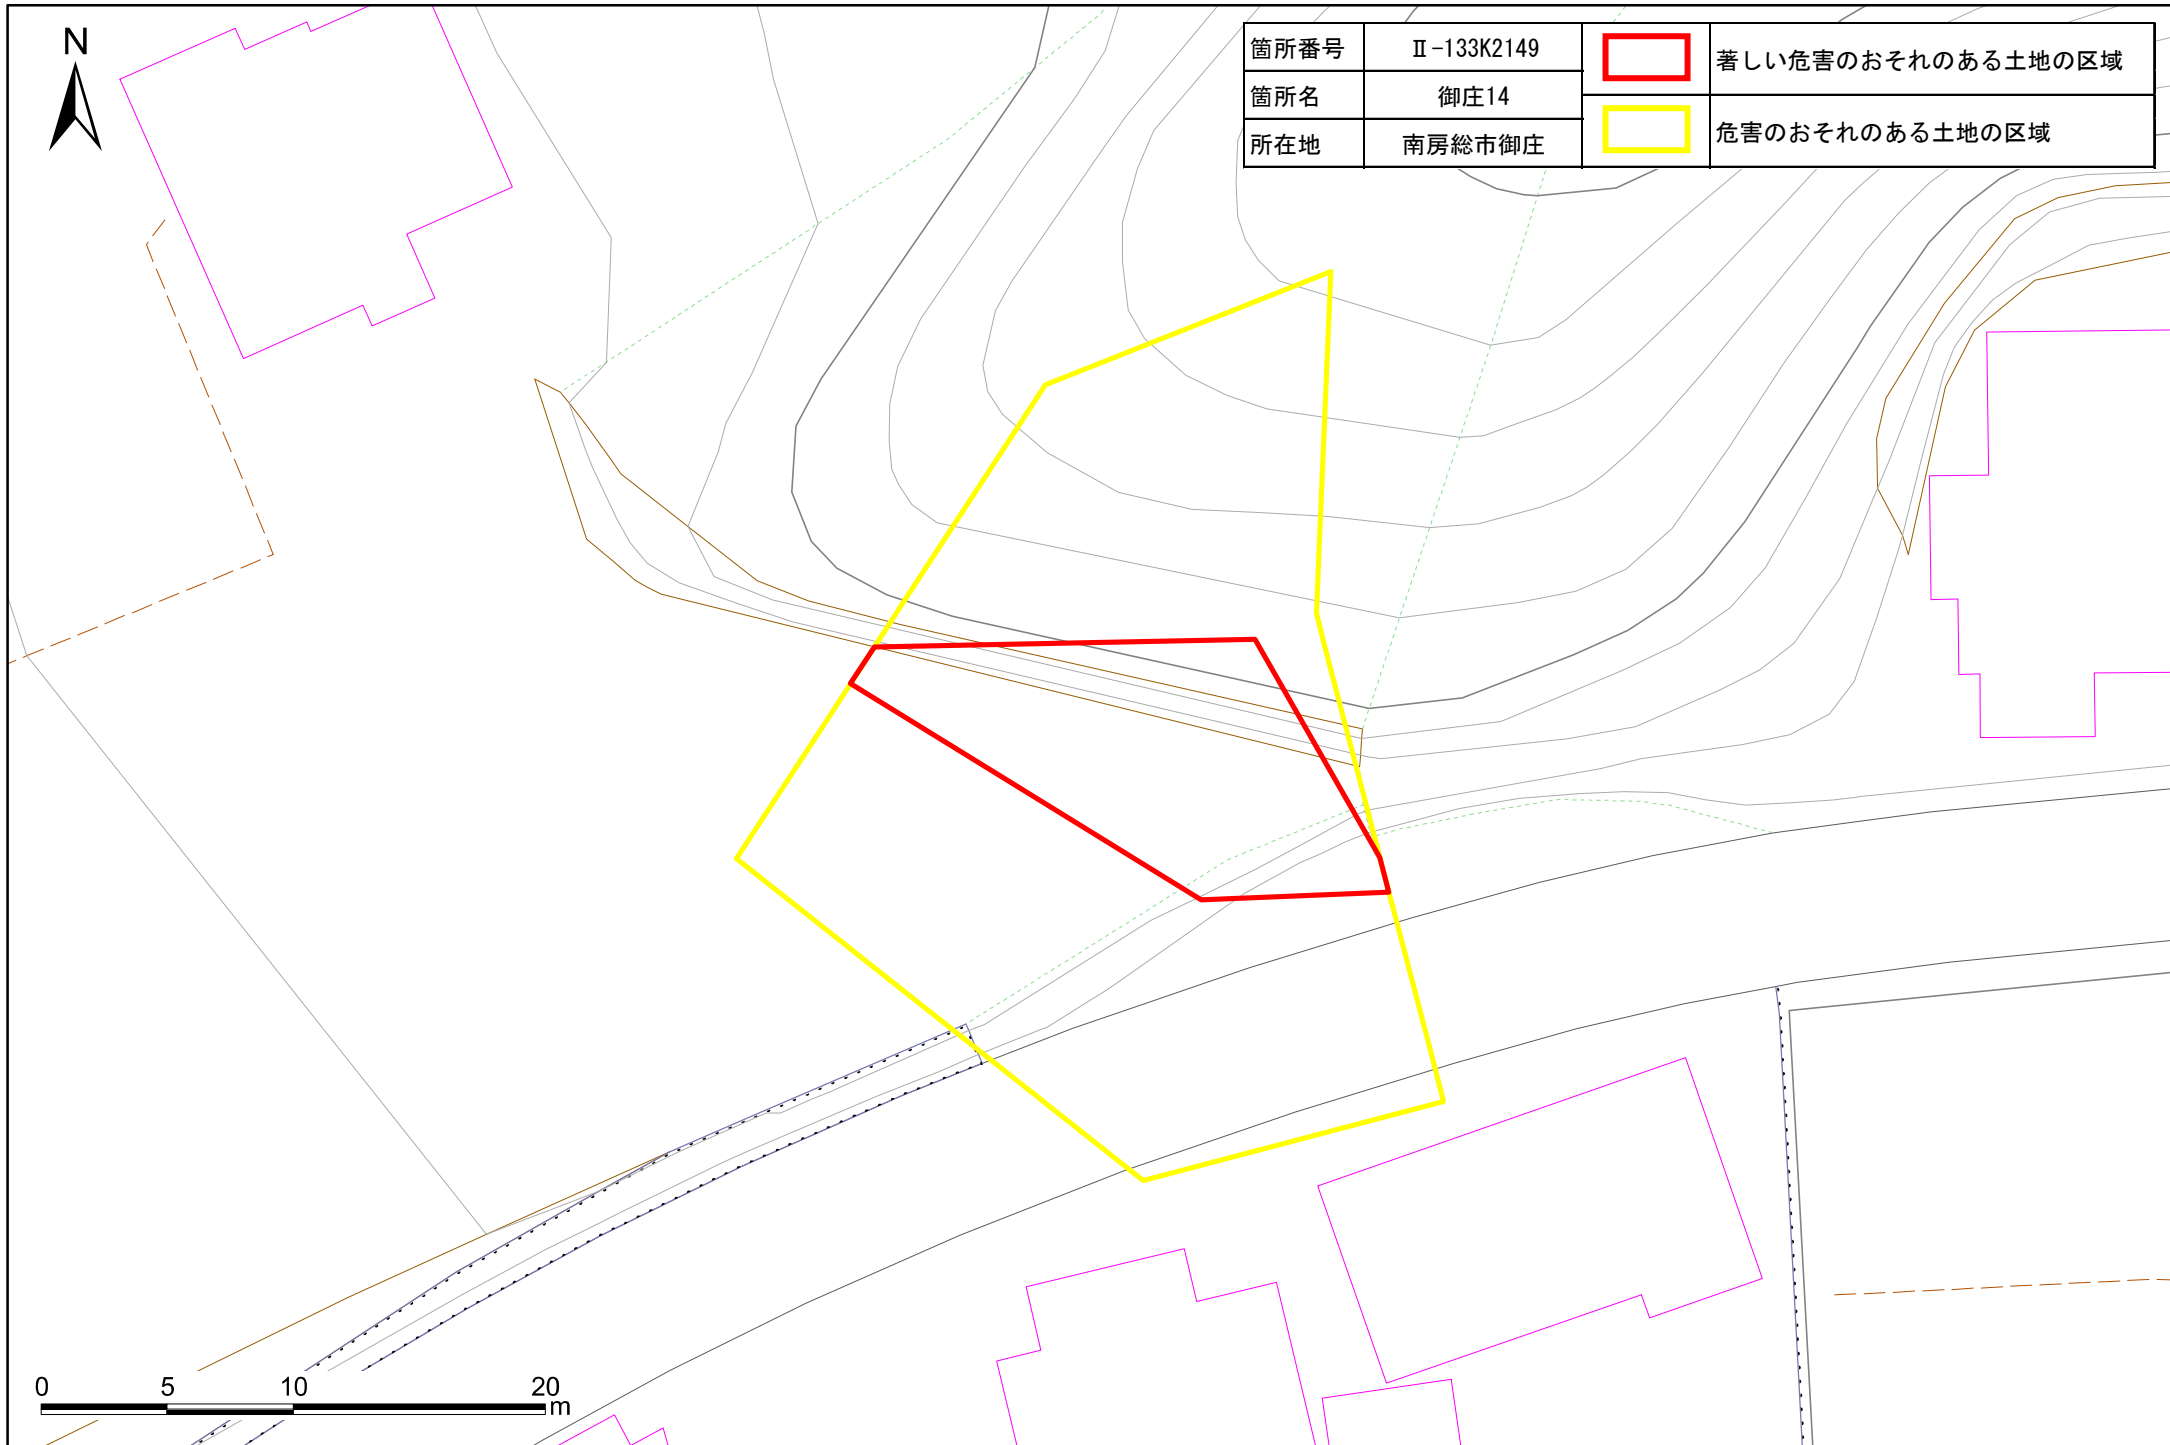 N
箇所番号 Ⅱ-133K2149 著しい危害のおそれのある土地の区域
箇所名 御庄14
所在地 南房総市御庄 危害のおそれのある土地の区域
0 5 10 20
m